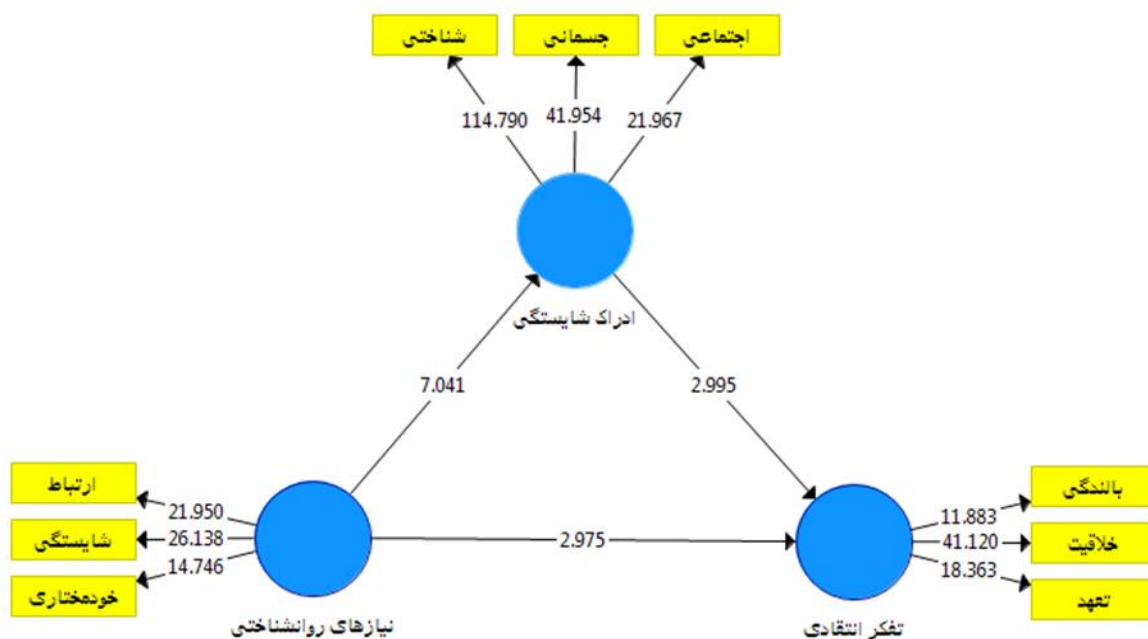 شناختی
جسمانی
اجتماعی
114.790
41.954
21.967
ادراک شایستگی
7.041
2.995
ارتباط
شایستگی
خودمختاری
21.950
26.138
14.746
نیازهای روانشناختی
2.975
تفکر انتقادی
11.883
41.120
18.363
بالندگی
خلاقیت
تعهد